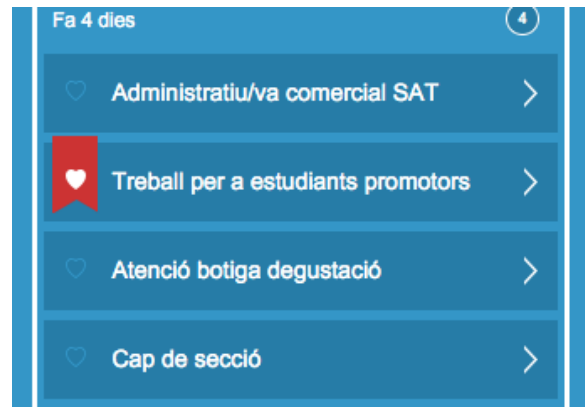 Fa 4 dies
4
Administratiu/va comercial SAT
Treball per a estudiants promotors
Atenció botiga degustació
Cap de secció